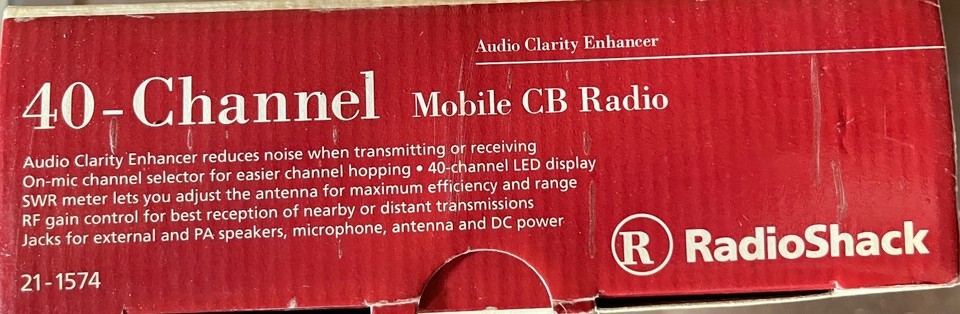 Audio Clarity Enhancer
40-Channel Mobile CB Radio
Audio Clarity Enhancer reduces noise when transmitting or receiving
On-mic channel selector for easier channel hopping • 40-channel LED display
SWR meter lets you adjust the antenna for maximum efficiency and range
RF gain control for best reception of nearby or distant transmissions
Jacks for external and PA speakers, microphone, antenna and DC power
R RadioShack
21-1574